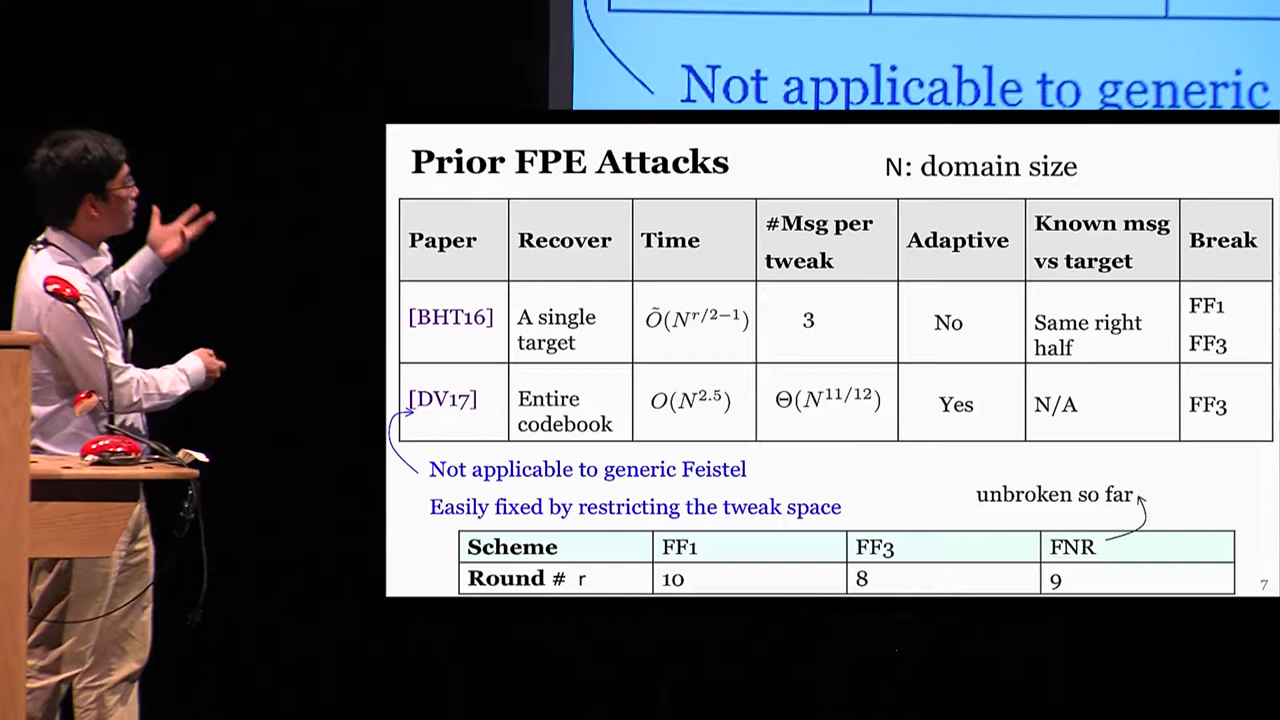 Not applicable to generic
Prior FPE Attacks
N: domain size
Paper
Recover
Time
#Msg per
tweak
Adaptive
Known msg
vs target
Break
[BHT16]
A single
target
Õ(N^{r/2−1})
3
No
Same right
half
FF1
FF3
[DV17]
Entire
codebook
O(N^{2.5})
Θ(N^{11/12})
Yes
N/A
FF3
Not applicable to generic Feistel
Easily fixed by restricting the tweak space
unbroken so far
Scheme
FF1
FF3
FNR
Round # r
10
8
9
7